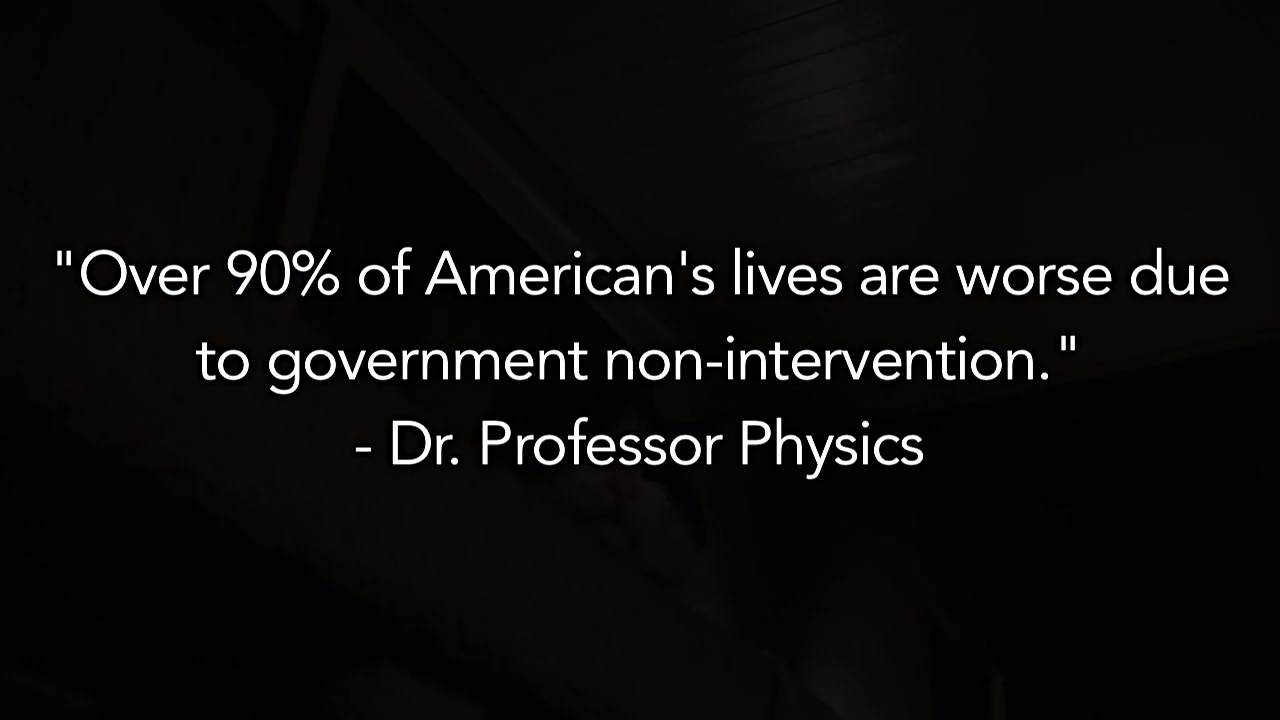 "Over 90% of American's lives are worse due
to government non-intervention."
- Dr. Professor Physics